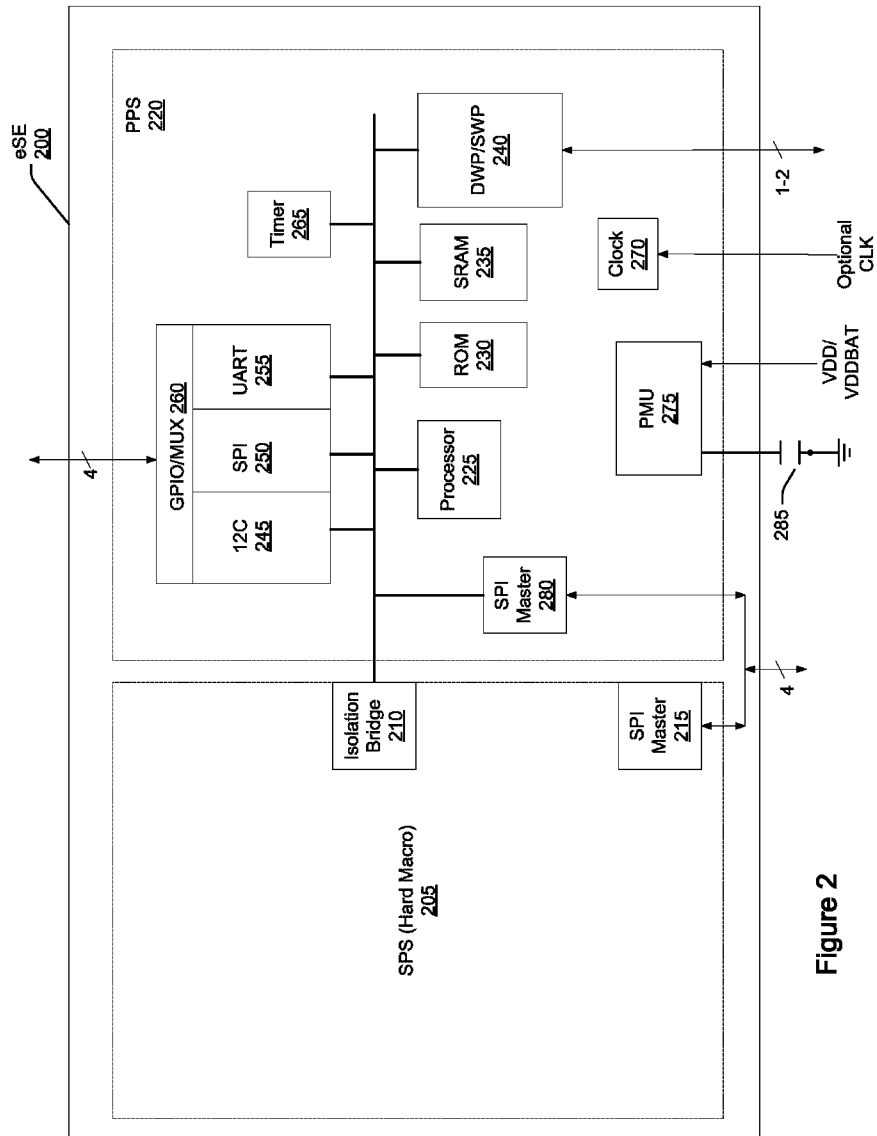 eSE
200
PPS
220
GPIO/MUX 260
12C
245
SPI
250
UART
255
Timer
265
4
Isolation
Bridge
210
Processor
225
ROM
230
SRAM
235
DWP/SWP
240
SPS (Hard Macro)
205
SPI
Master
215
SPI
Master
280
PMU
275
Clock
270
4
285
VDD/
VDDBAT
Optional
CLK
1-2
Figure 2